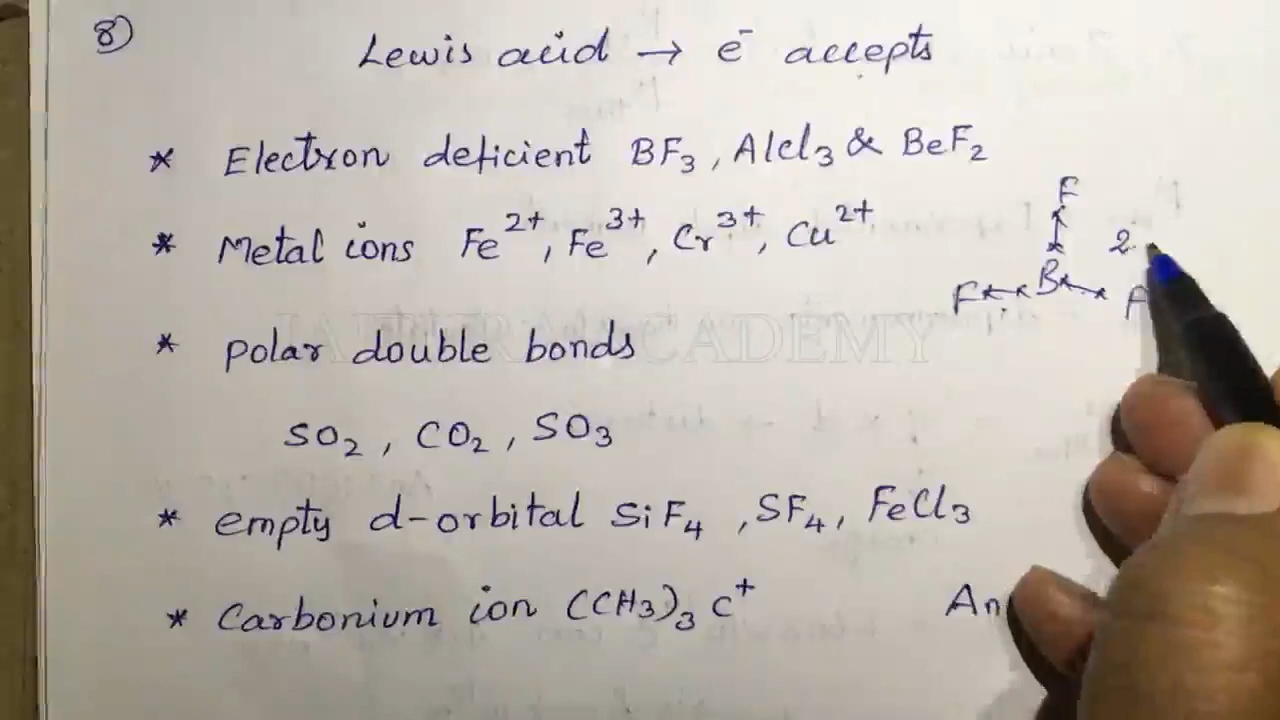 8)
Lewis acid → e⁻ accepts
* Electron deficient BF₃, AlCl₃ & BeF₂
* Metal ions Fe²⁺, Fe³⁺, Cr³⁺, Cu²⁺
F
2
F B F
* polar double bonds
SO₂, CO₂, SO₃
* empty d-orbital SiF₄, SF₄, FeCl₃
* Carbonium ion (CH₃)₃C⁺